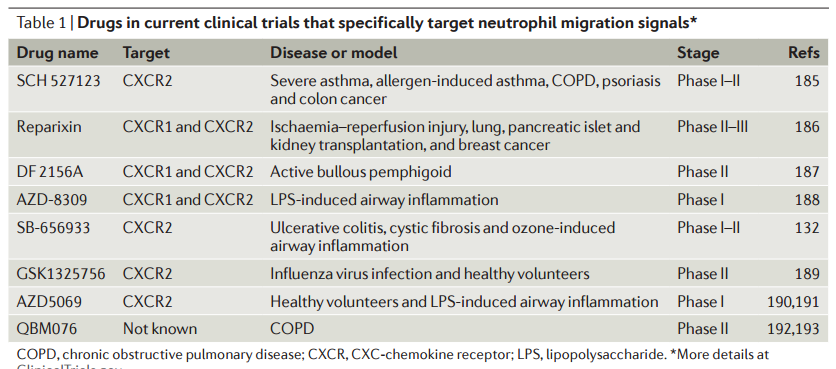 Table 1 | Drugs in current clinical trials that specifically target neutrophil migration signals*
Drug name Target Disease or model Stage Refs
SCH 527123 CXCR2 Severe asthma, allergen-induced asthma, COPD, psoriasis Phase I–II 185
and colon cancer
Reparixin CXCR1 and CXCR2 Ischaemia–reperfusion injury, lung, pancreatic islet and Phase II–III 186
kidney transplantation, and breast cancer
DF 2156A CXCR1 and CXCR2 Active bullous pemphigoid Phase II 187
AZD-8309 CXCR1 and CXCR2 LPS-induced airway inflammation Phase I 188
SB-656933 CXCR2 Ulcerative colitis, cystic fibrosis and ozone-induced Phase I–II 132
airway inflammation
GSK1325756 CXCR2 Influenza virus infection and healthy volunteers Phase II 189
AZD5069 CXCR2 Healthy volunteers and LPS-induced airway inflammation Phase I 190,191
QBM076 Not known COPD Phase II 192,193
COPD, chronic obstructive pulmonary disease; CXCR, CXC-chemokine receptor; LPS, lipopolysaccharide. *More details at